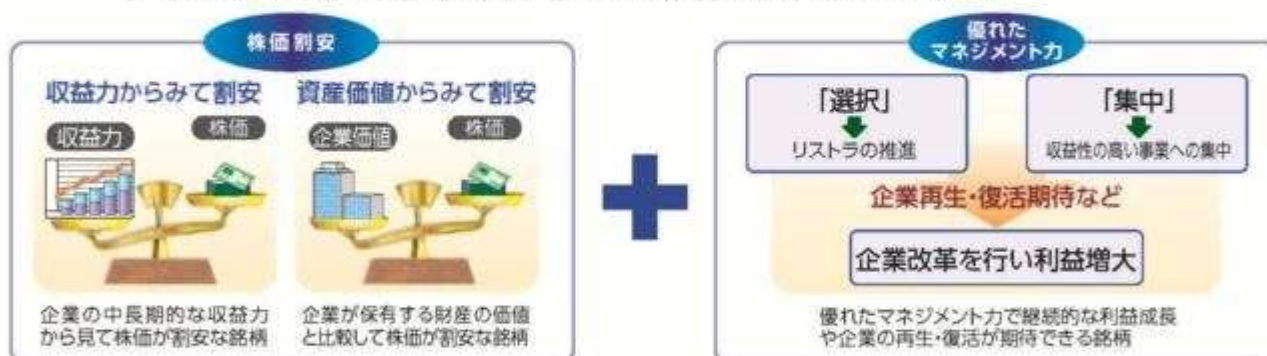 株価割安
収益力からみて割安
収益力
株価
企業の中長期的な収益力
から見て株価が割安な銘柄
資産価値からみて割安
企業価値
株価
企業が保有する財産の価値
と比較して株価が割安な銘柄
優れた
マネジメント力
「選択」
リストラの推進
「集中」
収益性の高い事業への集中
企業再生・復活期待など
企業改革を行い利益増大
優れたマネジメント力で継続的な利益成長
や企業の再生・復活が期待できる銘柄